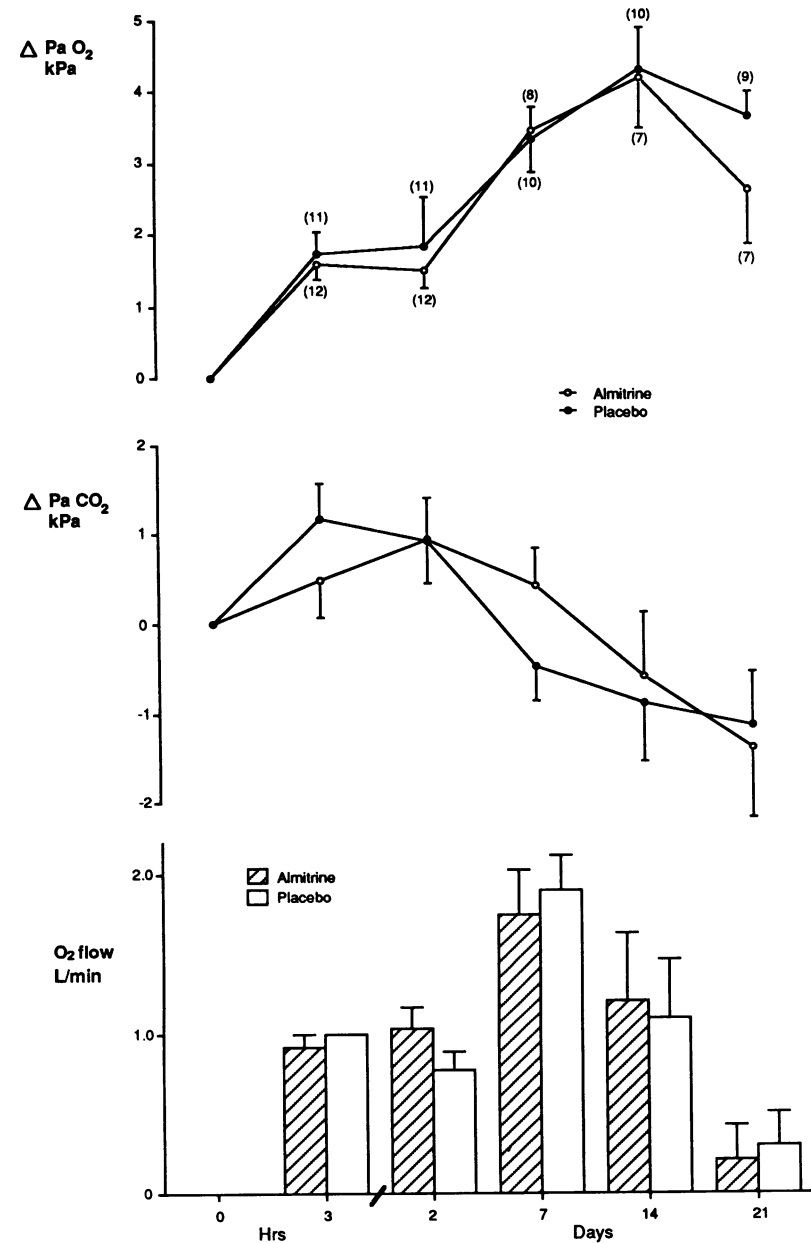 5
(10)
Δ Pa O2
kPa
(9)
4
(8)
(7)
3
(11)
(10)
(11)
2
(7)
(12)
(12)
1
0
Almitrine
Placebo
2
Δ Pa CO2
kPa
1
0
-1
-2
2.0
Almitrine
Placebo
O2 flow
L/min
1.0
0
0 3 2 7 14 21
Hrs Days